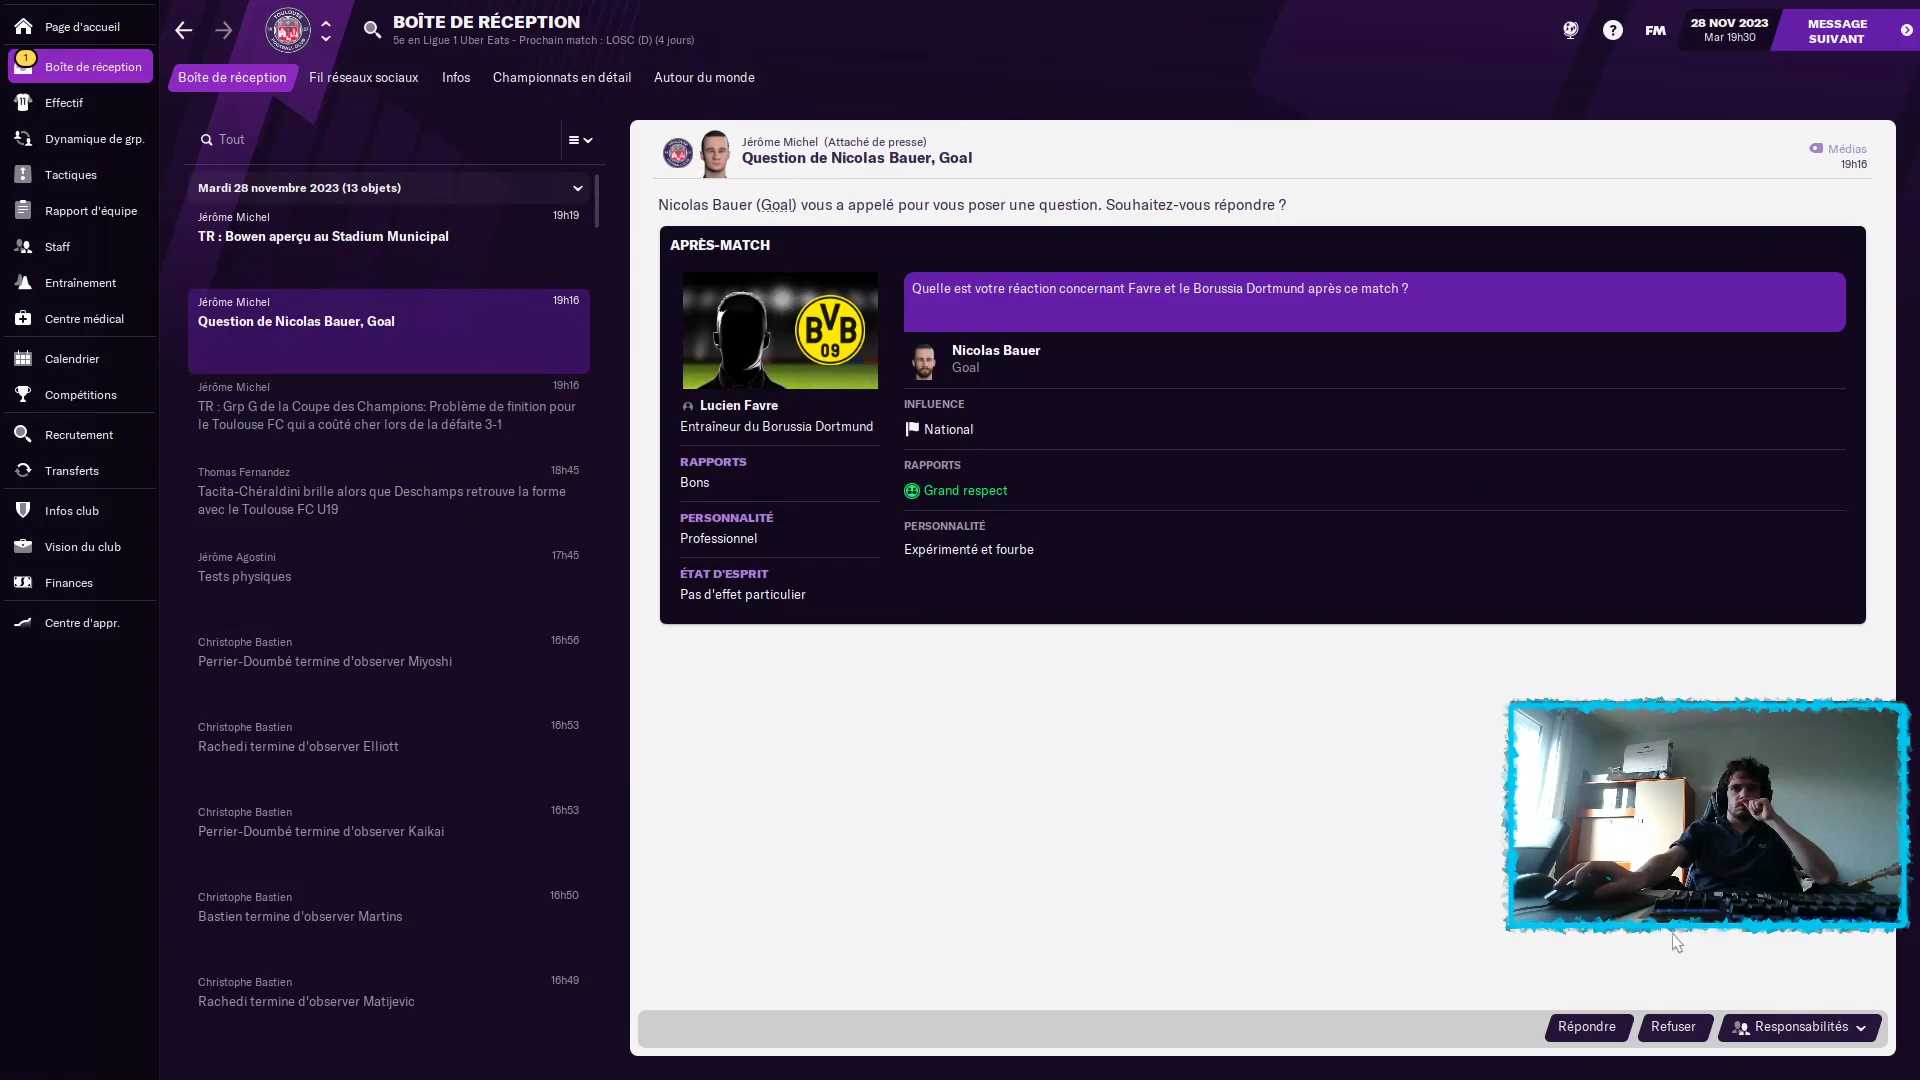 Page d'accueil
1
Boîte de réception
Effectif
Dynamique de grp.
Tactiques
Rapport d'équipe
Staff
Entraînement
Centre médical
Calendrier
Compétitions
Recrutement
Transferts
Infos club
Vision du club
Finances
Centre d'appr.
BOÎTE DE RÉCEPTION
5e en Ligue 1 Uber Eats - Prochain match : LOSC (D) (4 jours)
FM
28 NOV 2023
Mar 19h30
MESSAGE
SUIVANT
Boîte de réception
Fil réseaux sociaux
Infos
Championnats en détail
Autour du monde
Tout
Mardi 28 novembre 2023 (13 objets)
Jérôme Michel 19h19
TR : Bowen aperçu au Stadium Municipal
Jérôme Michel 19h16
Question de Nicolas Bauer, Goal
Jérôme Michel 19h16
TR : Grp G de la Coupe des Champions: Problème de finition pour
le Toulouse FC qui a coûté cher lors de la défaite 3-1
Thomas Fernandez 18h45
Tacita-Chéraldini brille alors que Deschamps retrouve la forme
avec le Toulouse FC U19
Jérôme Agostini 17h45
Tests physiques
Christophe Bastien 16h56
Perrier-Doumbé termine d'observer Miyoshi
Christophe Bastien 16h53
Rachedi termine d'observer Elliott
Christophe Bastien 16h53
Perrier-Doumbé termine d'observer Kaikai
Christophe Bastien 16h50
Bastien termine d'observer Martins
Christophe Bastien 16h49
Rachedi termine d'observer Matijevic
Jérôme Michel (Attaché de presse)
Question de Nicolas Bauer, Goal
Médias
19h16
Nicolas Bauer (Goal) vous a appelé pour vous poser une question. Souhaitez-vous répondre ?
APRÈS-MATCH
BVB
09
Lucien Favre
Entraîneur du Borussia Dortmund
RAPPORTS
Bons
PERSONNALITÉ
Professionnel
ÉTAT D'ESPRIT
Pas d'effet particulier
Quelle est votre réaction concernant Favre et le Borussia Dortmund après ce match ?
Nicolas Bauer
Goal
INFLUENCE
National
RAPPORTS
Grand respect
PERSONNALITÉ
Expérimenté et fourbe
Répondre
Refuser
Responsabilités